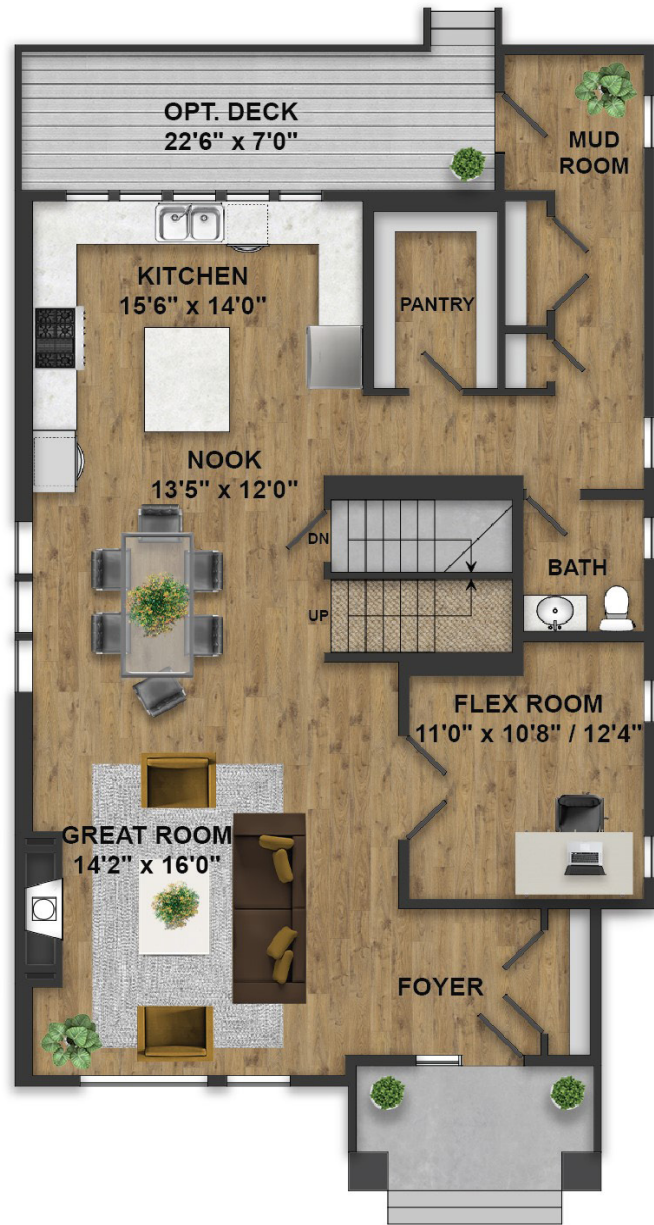 OPT. DECK
22'6" x 7'0"
MUD
ROOM
KITCHEN
15'6" x 14'0"
PANTRY
NOOK
13'5" x 12'0"
DN
UP
BATH
FLEX ROOM
11'0" x 10'8" / 12'4"
GREAT ROOM
14'2" x 16'0"
FOYER